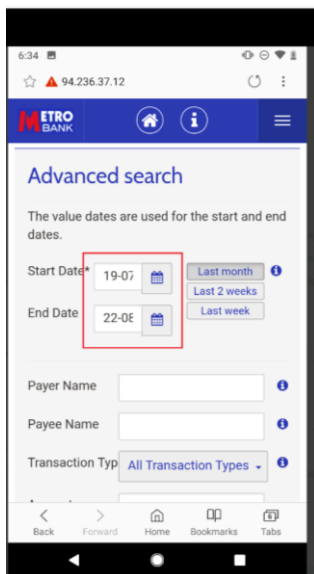 6:34
94.236.37.12
METRO
BANK
Advanced search
The value dates are used for the start and end
dates.
Start Date* 19-07 Last month
Last 2 weeks
End Date 22-08 Last week
Payer Name
Payee Name
Transaction Typ All Transaction Types
Back Forward Home Bookmarks Tabs